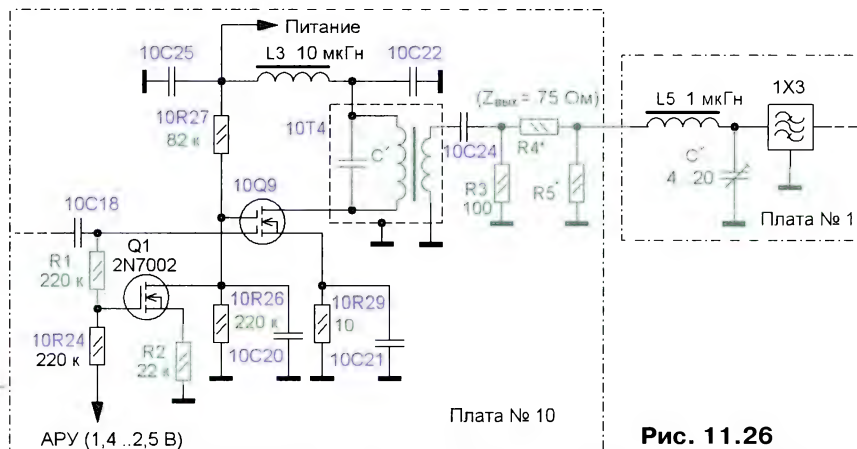 Питание
10C25
L3 10 мкГн
10C22
10R27
82 к
10T4
C*
(Zвых = 75 Ом)
10C24
R4*
R3
100
R5*
L5 1 мкГн
1X3
C*
4...20
Плата № 1
10C18
10Q9
Q1
2N7002
R1
220 к
10R24
220 к
R2
22 к
10R26
220 к
10C20
10R29
10
10C21
АРУ (1,4 ..2,5 В)
Плата № 10
Рис. 11.26